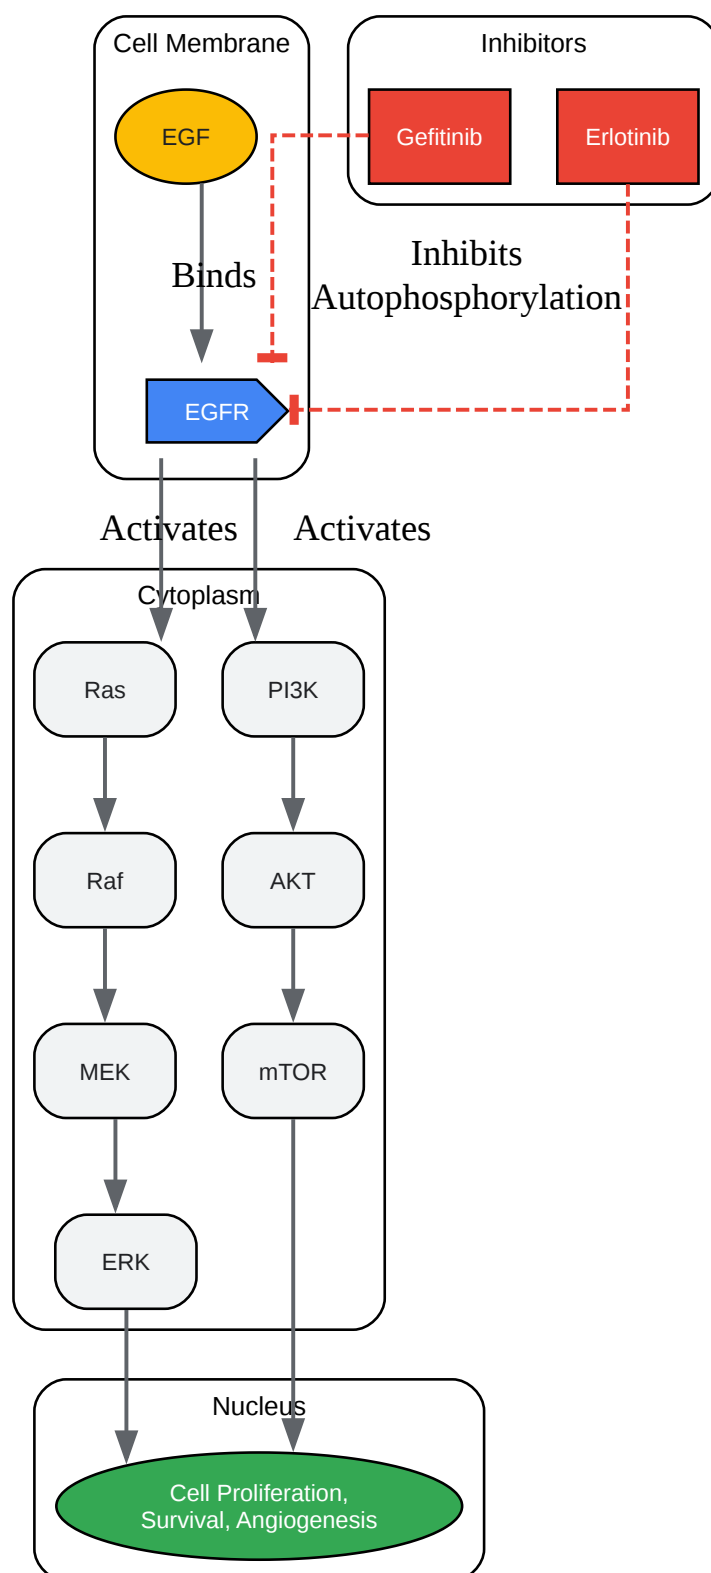 Cell Membrane
Inhibitors
EGF
Gefitinib
Erlotinib
Binds
Inhibits
Autophosphorylation
EGFR
Activates
Activates
Cytoplasm
Ras
PI3K
Raf
AKT
MEK
mTOR
ERK
Nucleus
Cell Proliferation,
Survival, Angiogenesis